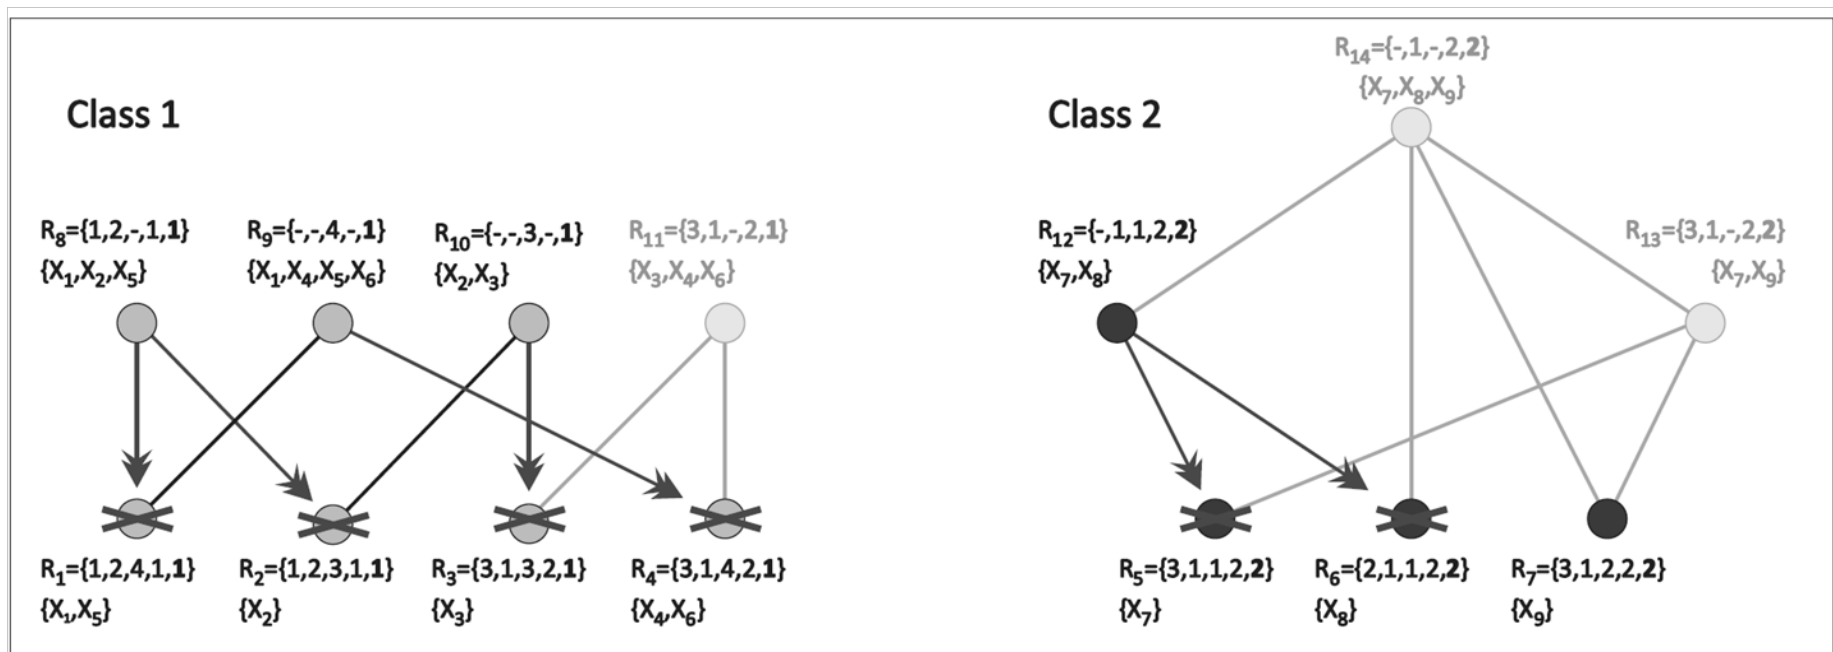 R14={-,1,-,2,2}
{X7,X8,X9}
Class 1
Class 2
R8={1,2,-,1,1}
{X1,X2,X5}
R9={-,-,4,-,1}
{X1,X4,X5,X6}
R10={-,-,3,-,1}
{X2,X3}
R11={3,1,-,2,1}
{X3,X4,X6}
R12={-,1,1,2,2}
{X7,X8}
R13={3,1,-,2,2}
{X7,X9}
R1={1,2,4,1,1}
{X1,X5}
R2={1,2,3,1,1}
{X2}
R3={3,1,3,2,1}
{X3}
R4={3,1,4,2,1}
{X4,X6}
R5={3,1,1,2,2}
{X7}
R6={2,1,1,2,2}
{X8}
R7={3,1,2,2,2}
{X9}